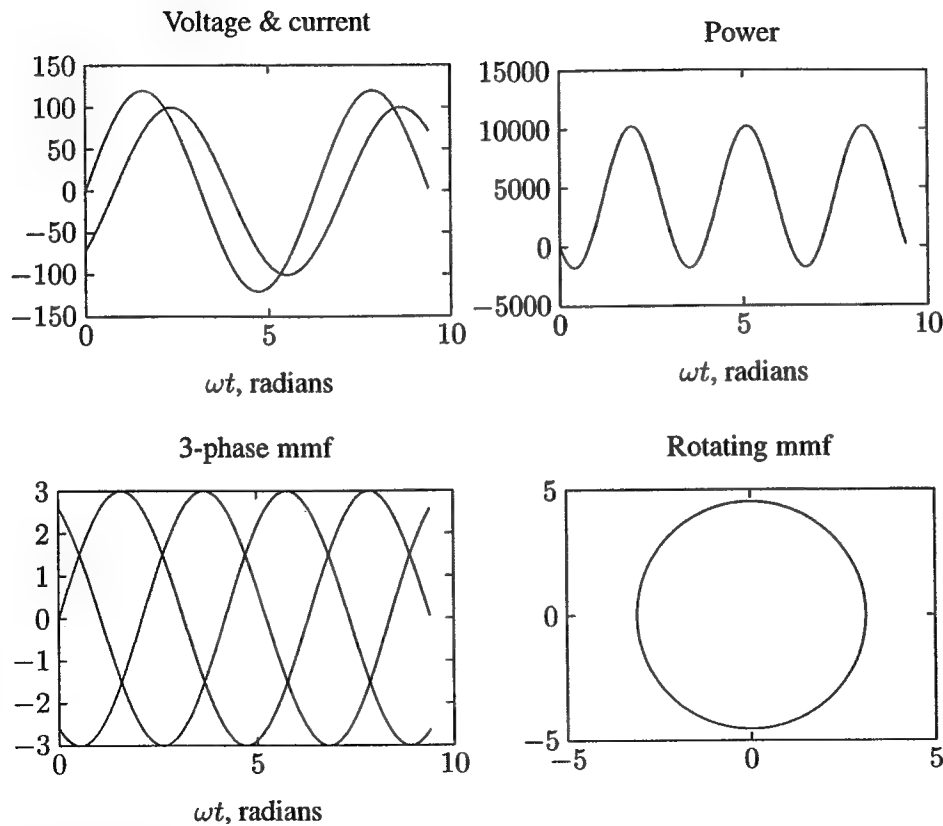 Voltage & current
150
100
50
0
−50
−100
−150
0 5 10
ωt, radians
Power
15000
10000
5000
0
−5000
0 5 10
ωt, radians
3-phase mmf
3
2
1
0
−1
−2
−3
0 5 10
ωt, radians
Rotating mmf
5
0
−5
−5 0 5